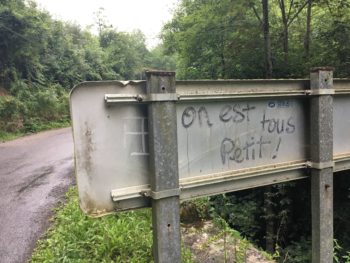 on est tous
Petit !